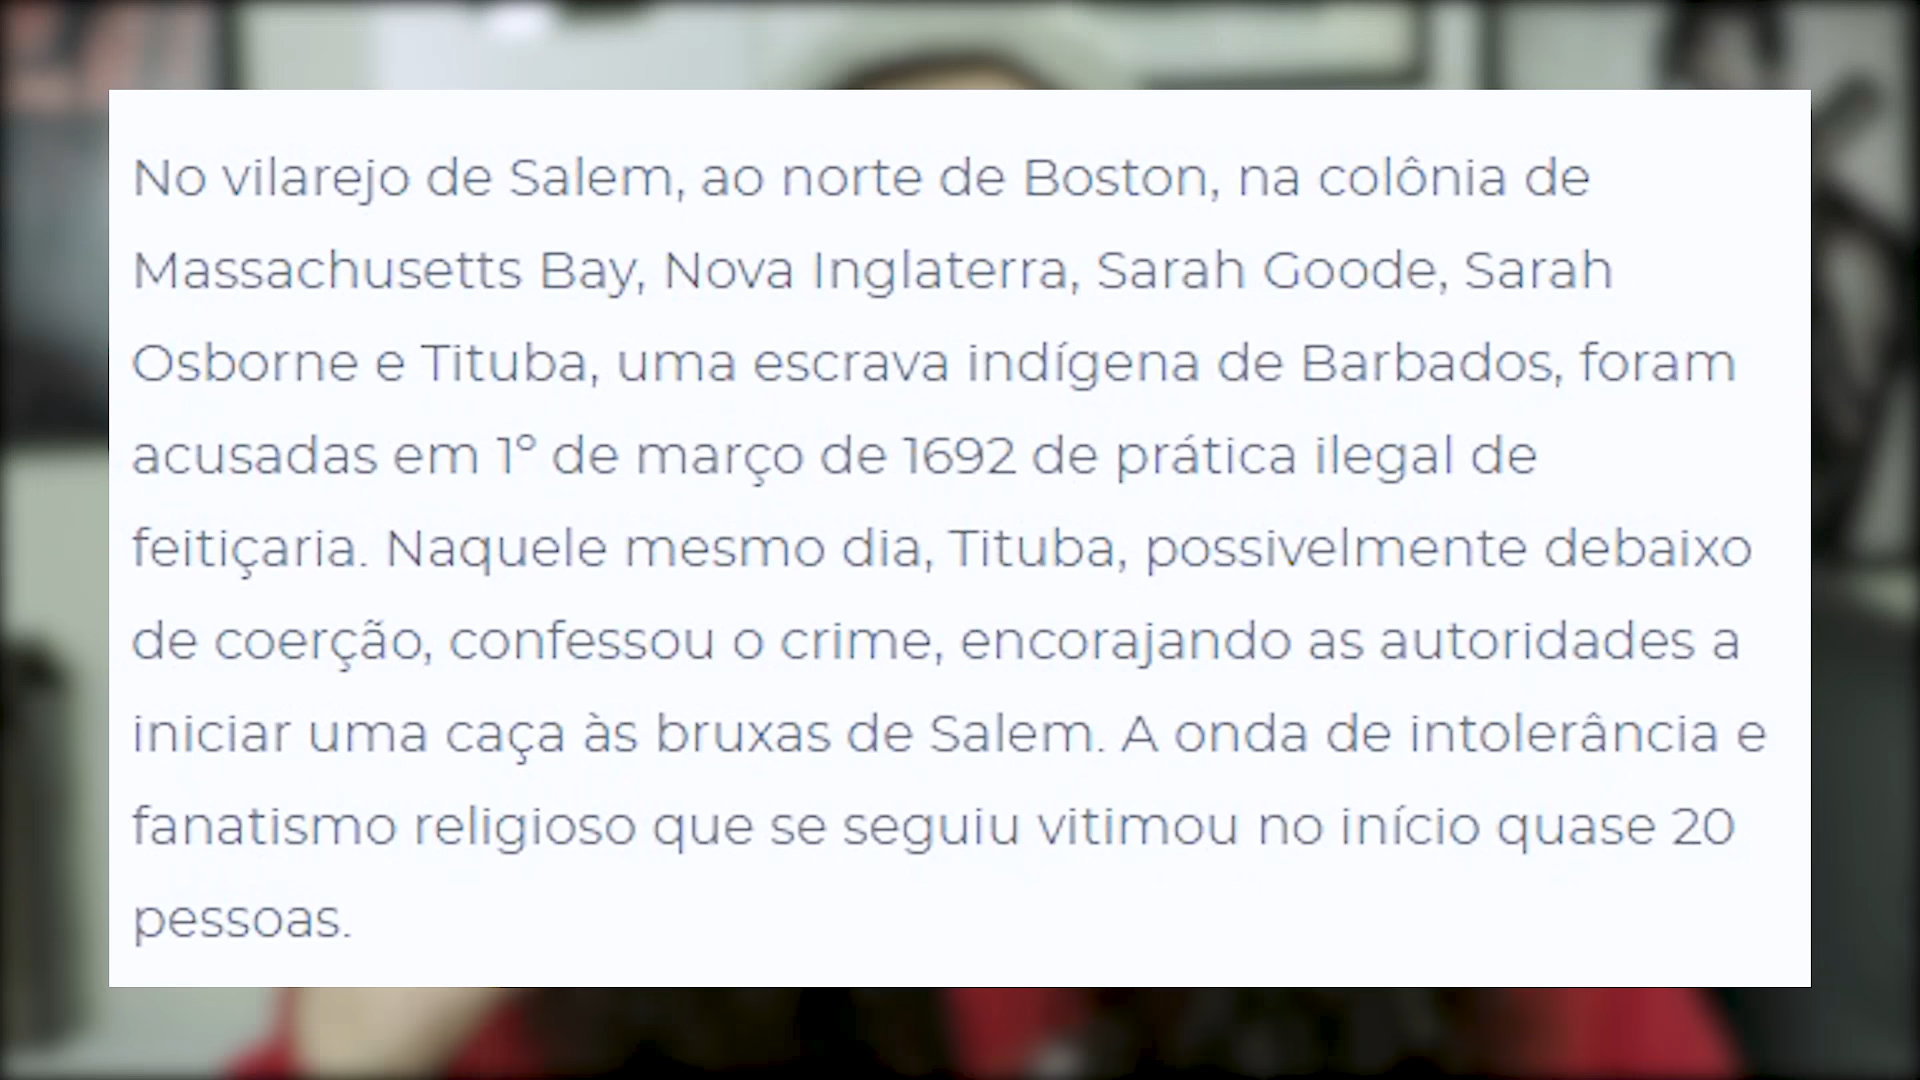 No vilarejo de Salem, ao norte de Boston, na colônia de
Massachusetts Bay, Nova Inglaterra, Sarah Goode, Sarah
Osborne e Tituba, uma escrava indígena de Barbados, foram
acusadas em 1º de março de 1692 de prática ilegal de
feitiçaria. Naquele mesmo dia, Tituba, possivelmente debaixo
de coerção, confessou o crime, encorajando as autoridades a
iniciar uma caça às bruxas de Salem. A onda de intolerância e
fanatismo religioso que se seguiu vitimou no início quase 20
pessoas.